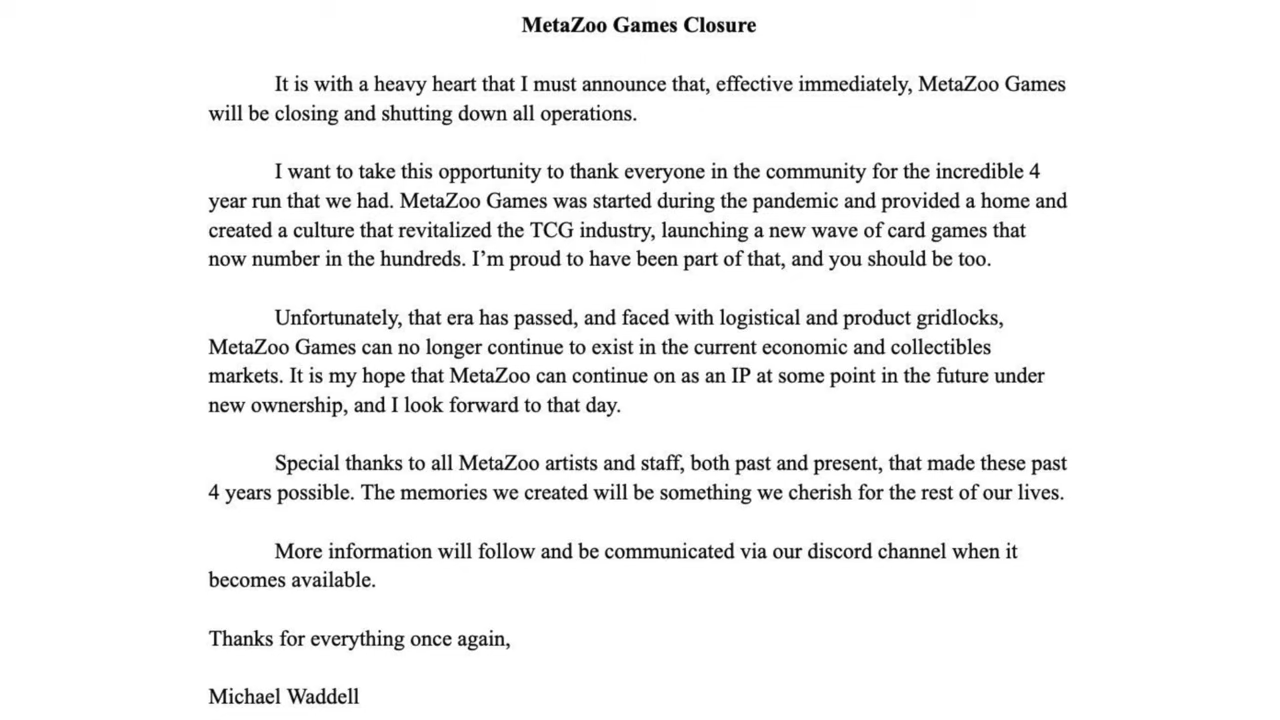 MetaZoo Games Closure
It is with a heavy heart that I must announce that, effective immediately, MetaZoo Games
will be closing and shutting down all operations.
I want to take this opportunity to thank everyone in the community for the incredible 4
year run that we had. MetaZoo Games was started during the pandemic and provided a home and
created a culture that revitalized the TCG industry, launching a new wave of card games that
now number in the hundreds. I’m proud to have been part of that, and you should be too.
Unfortunately, that era has passed, and faced with logistical and product gridlocks,
MetaZoo Games can no longer continue to exist in the current economic and collectibles
markets. It is my hope that MetaZoo can continue on as an IP at some point in the future under
new ownership, and I look forward to that day.
Special thanks to all MetaZoo artists and staff, both past and present, that made these past
4 years possible. The memories we created will be something we cherish for the rest of our lives.
More information will follow and be communicated via our discord channel when it
becomes available.
Thanks for everything once again,
Michael Waddell